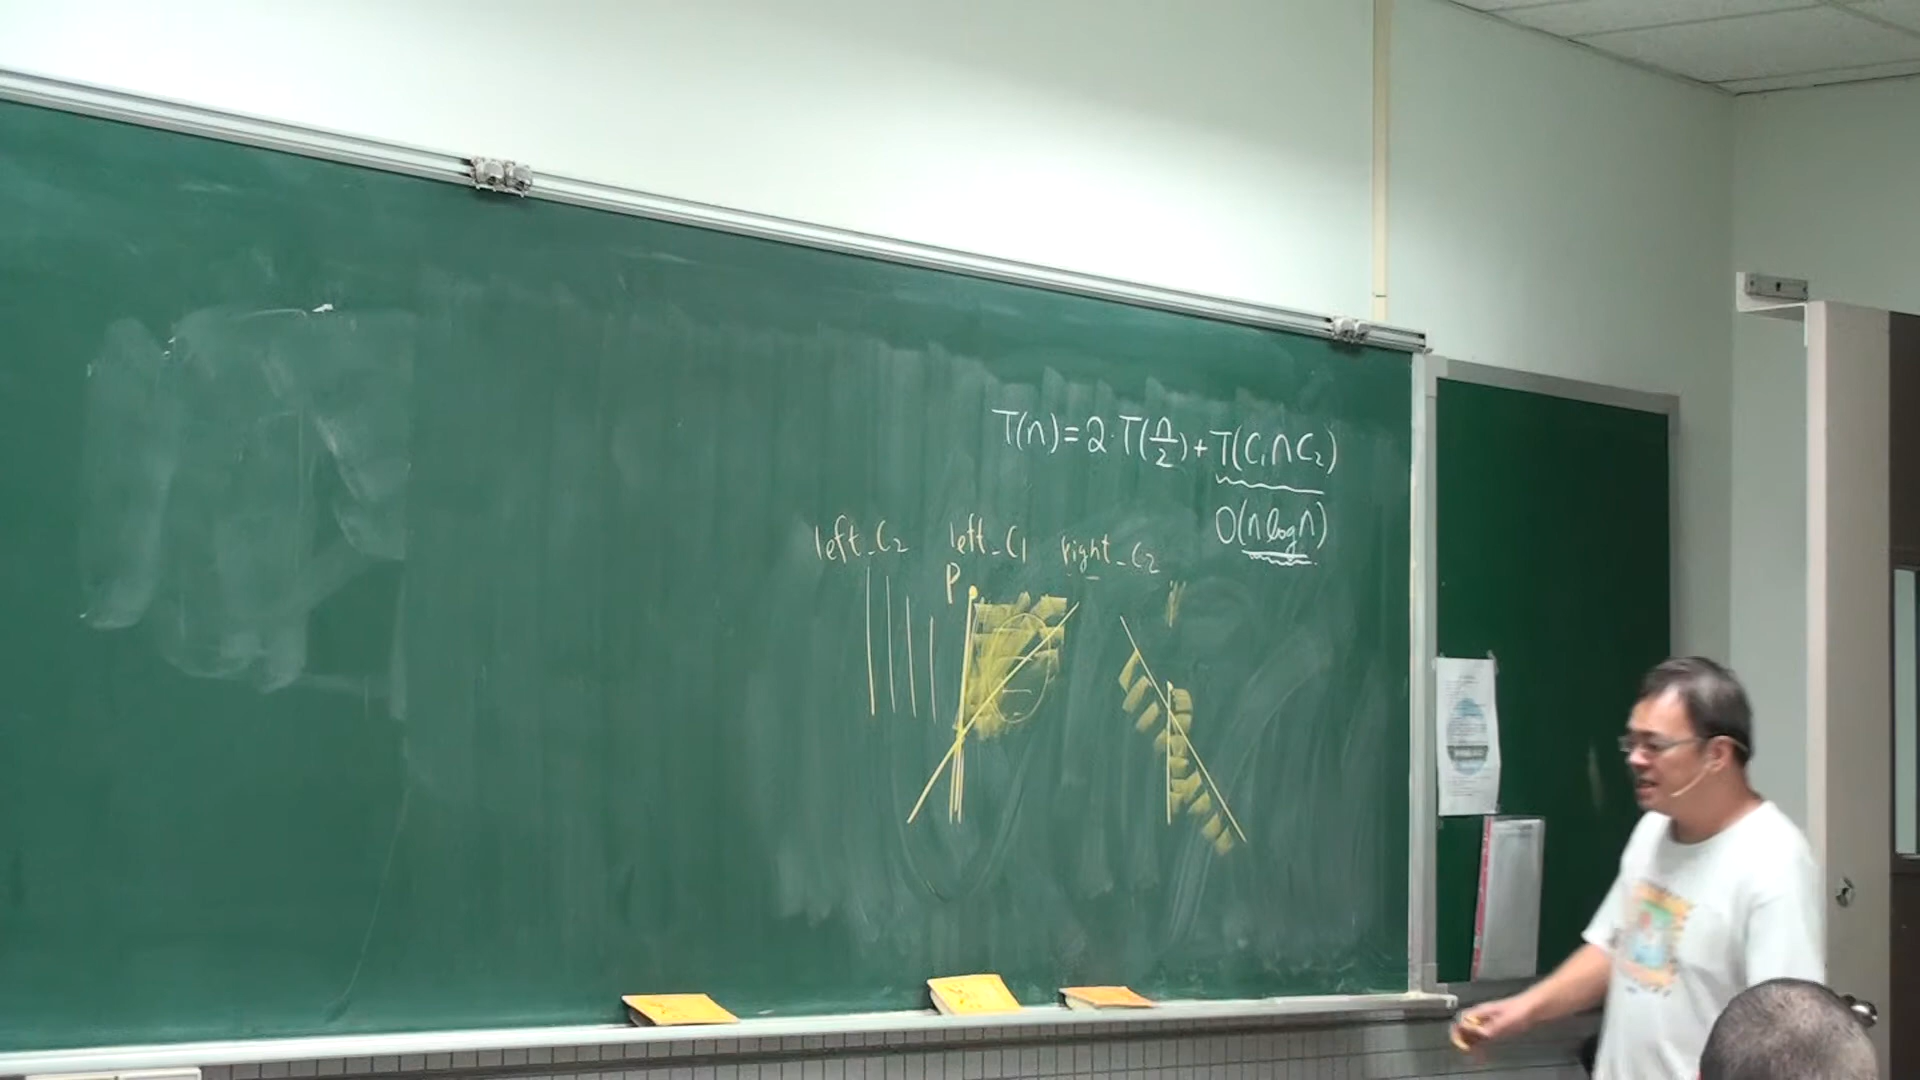 T(n)=2·T(n/2)+T(C₁∩C₂)
O(n log n)
left_C2 left_C1 right_C2
P